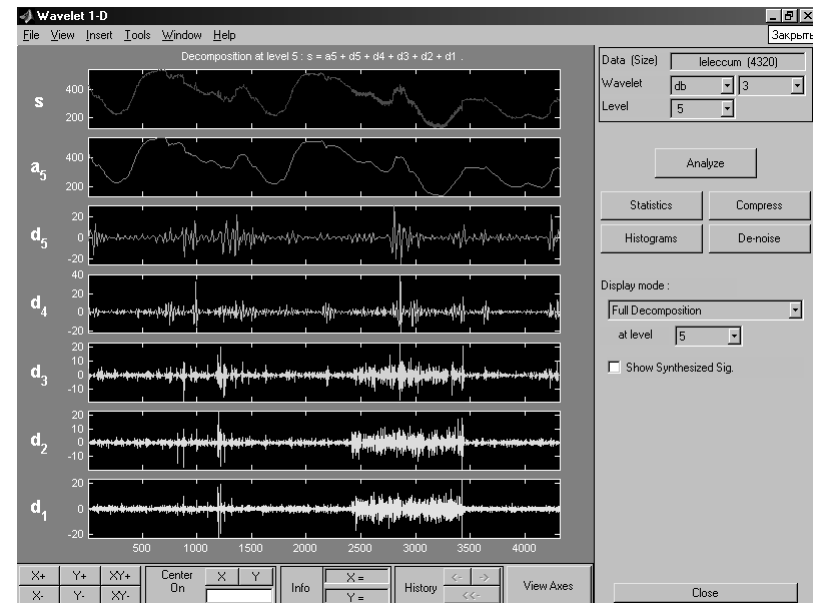 Wavelet 1-D
File View Insert Tools Window Help
Закрыть
Decomposition at level 5 : s = a5 + d5 + d4 + d3 + d2 + d1 .
s
400
200
a5
400
200
d5
20
0
-20
d4
40
20
0
-20
d3
20
10
0
-10
d2
20
10
0
-10
d1
20
0
-20
500 1000 1500 2000 2500 3000 3500 4000
Data (Size) leleccum (4320)
Wavelet db 3
Level 5
Analyze
Statistics Compress
Histograms De-noise
Display mode :
Full Decomposition
at level 5
Show Synthesized Sig.
X+ Y+ XY+
X- Y- XY-
Center On X Y
Info X = Y =
History <- -> <<-
View Axes
Close